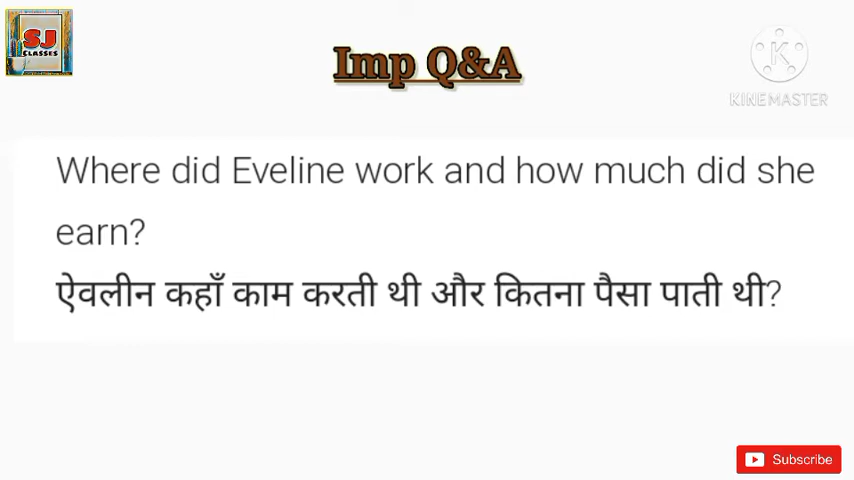 SJ
CLASSES
Imp Q&A
K
KINEMASTER
Where did Eveline work and how much did she
earn?
ऐवलीन कहाँ काम करती थी और कितना पैसा पाती थी?
Subscribe